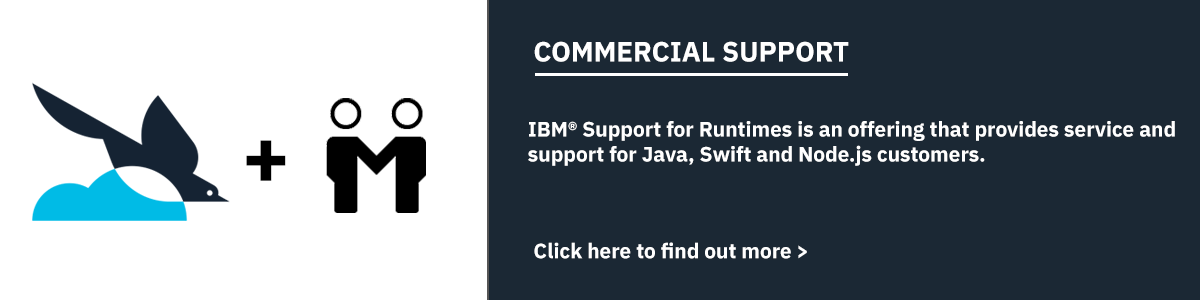 COMMERCIAL SUPPORT
IBM® Support for Runtimes is an offering that provides service and
support for Java, Swift and Node.js customers.
Click here to find out more >